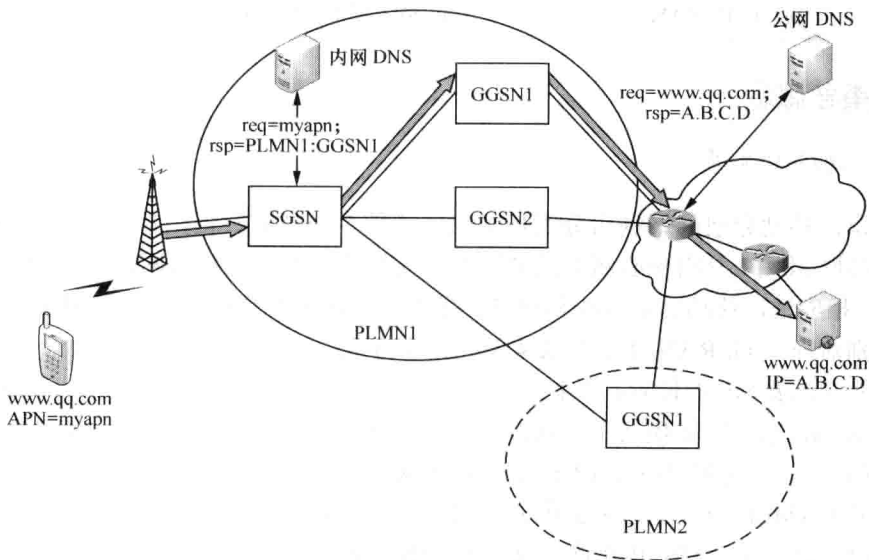 公网 DNS
内网 DNS
GGSN1
req=www.qq.com;
rsp=A.B.C.D
req=myapn;
rsp=PLMN1:GGSN1
SGSN
GGSN2
PLMN1
www.qq.com
IP=A.B.C.D
www.qq.com
APN=myapn
GGSN1
PLMN2